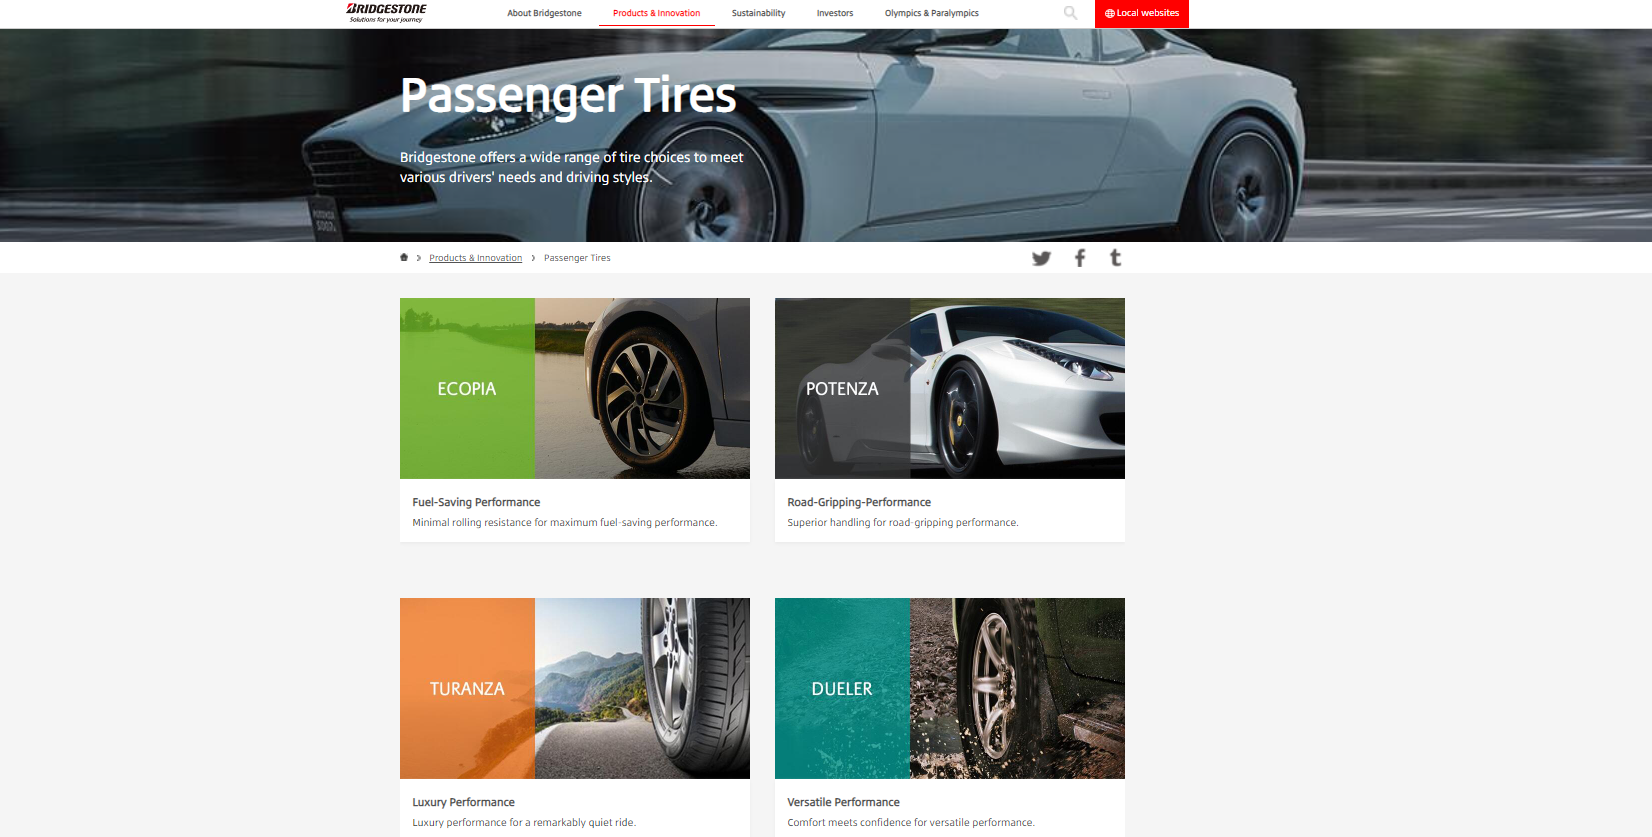 BRIDGESTONE
Solutions for your journey
About Bridgestone
Products & Innovation
Sustainability
Investors
Olympics & Paralympics
Local websites
Passenger Tires
Bridgestone offers a wide range of tire choices to meet
various drivers' needs and driving styles.
Products & Innovation
Passenger Tires
ECOPIA
POTENZA
Fuel-Saving Performance
Minimal rolling resistance for maximum fuel-saving performance.
Road-Gripping-Performance
Superior handling for road-gripping performance.
TURANZA
DUELER
Luxury Performance
Luxury performance for a remarkably quiet ride.
Versatile Performance
Comfort meets confidence for versatile performance.